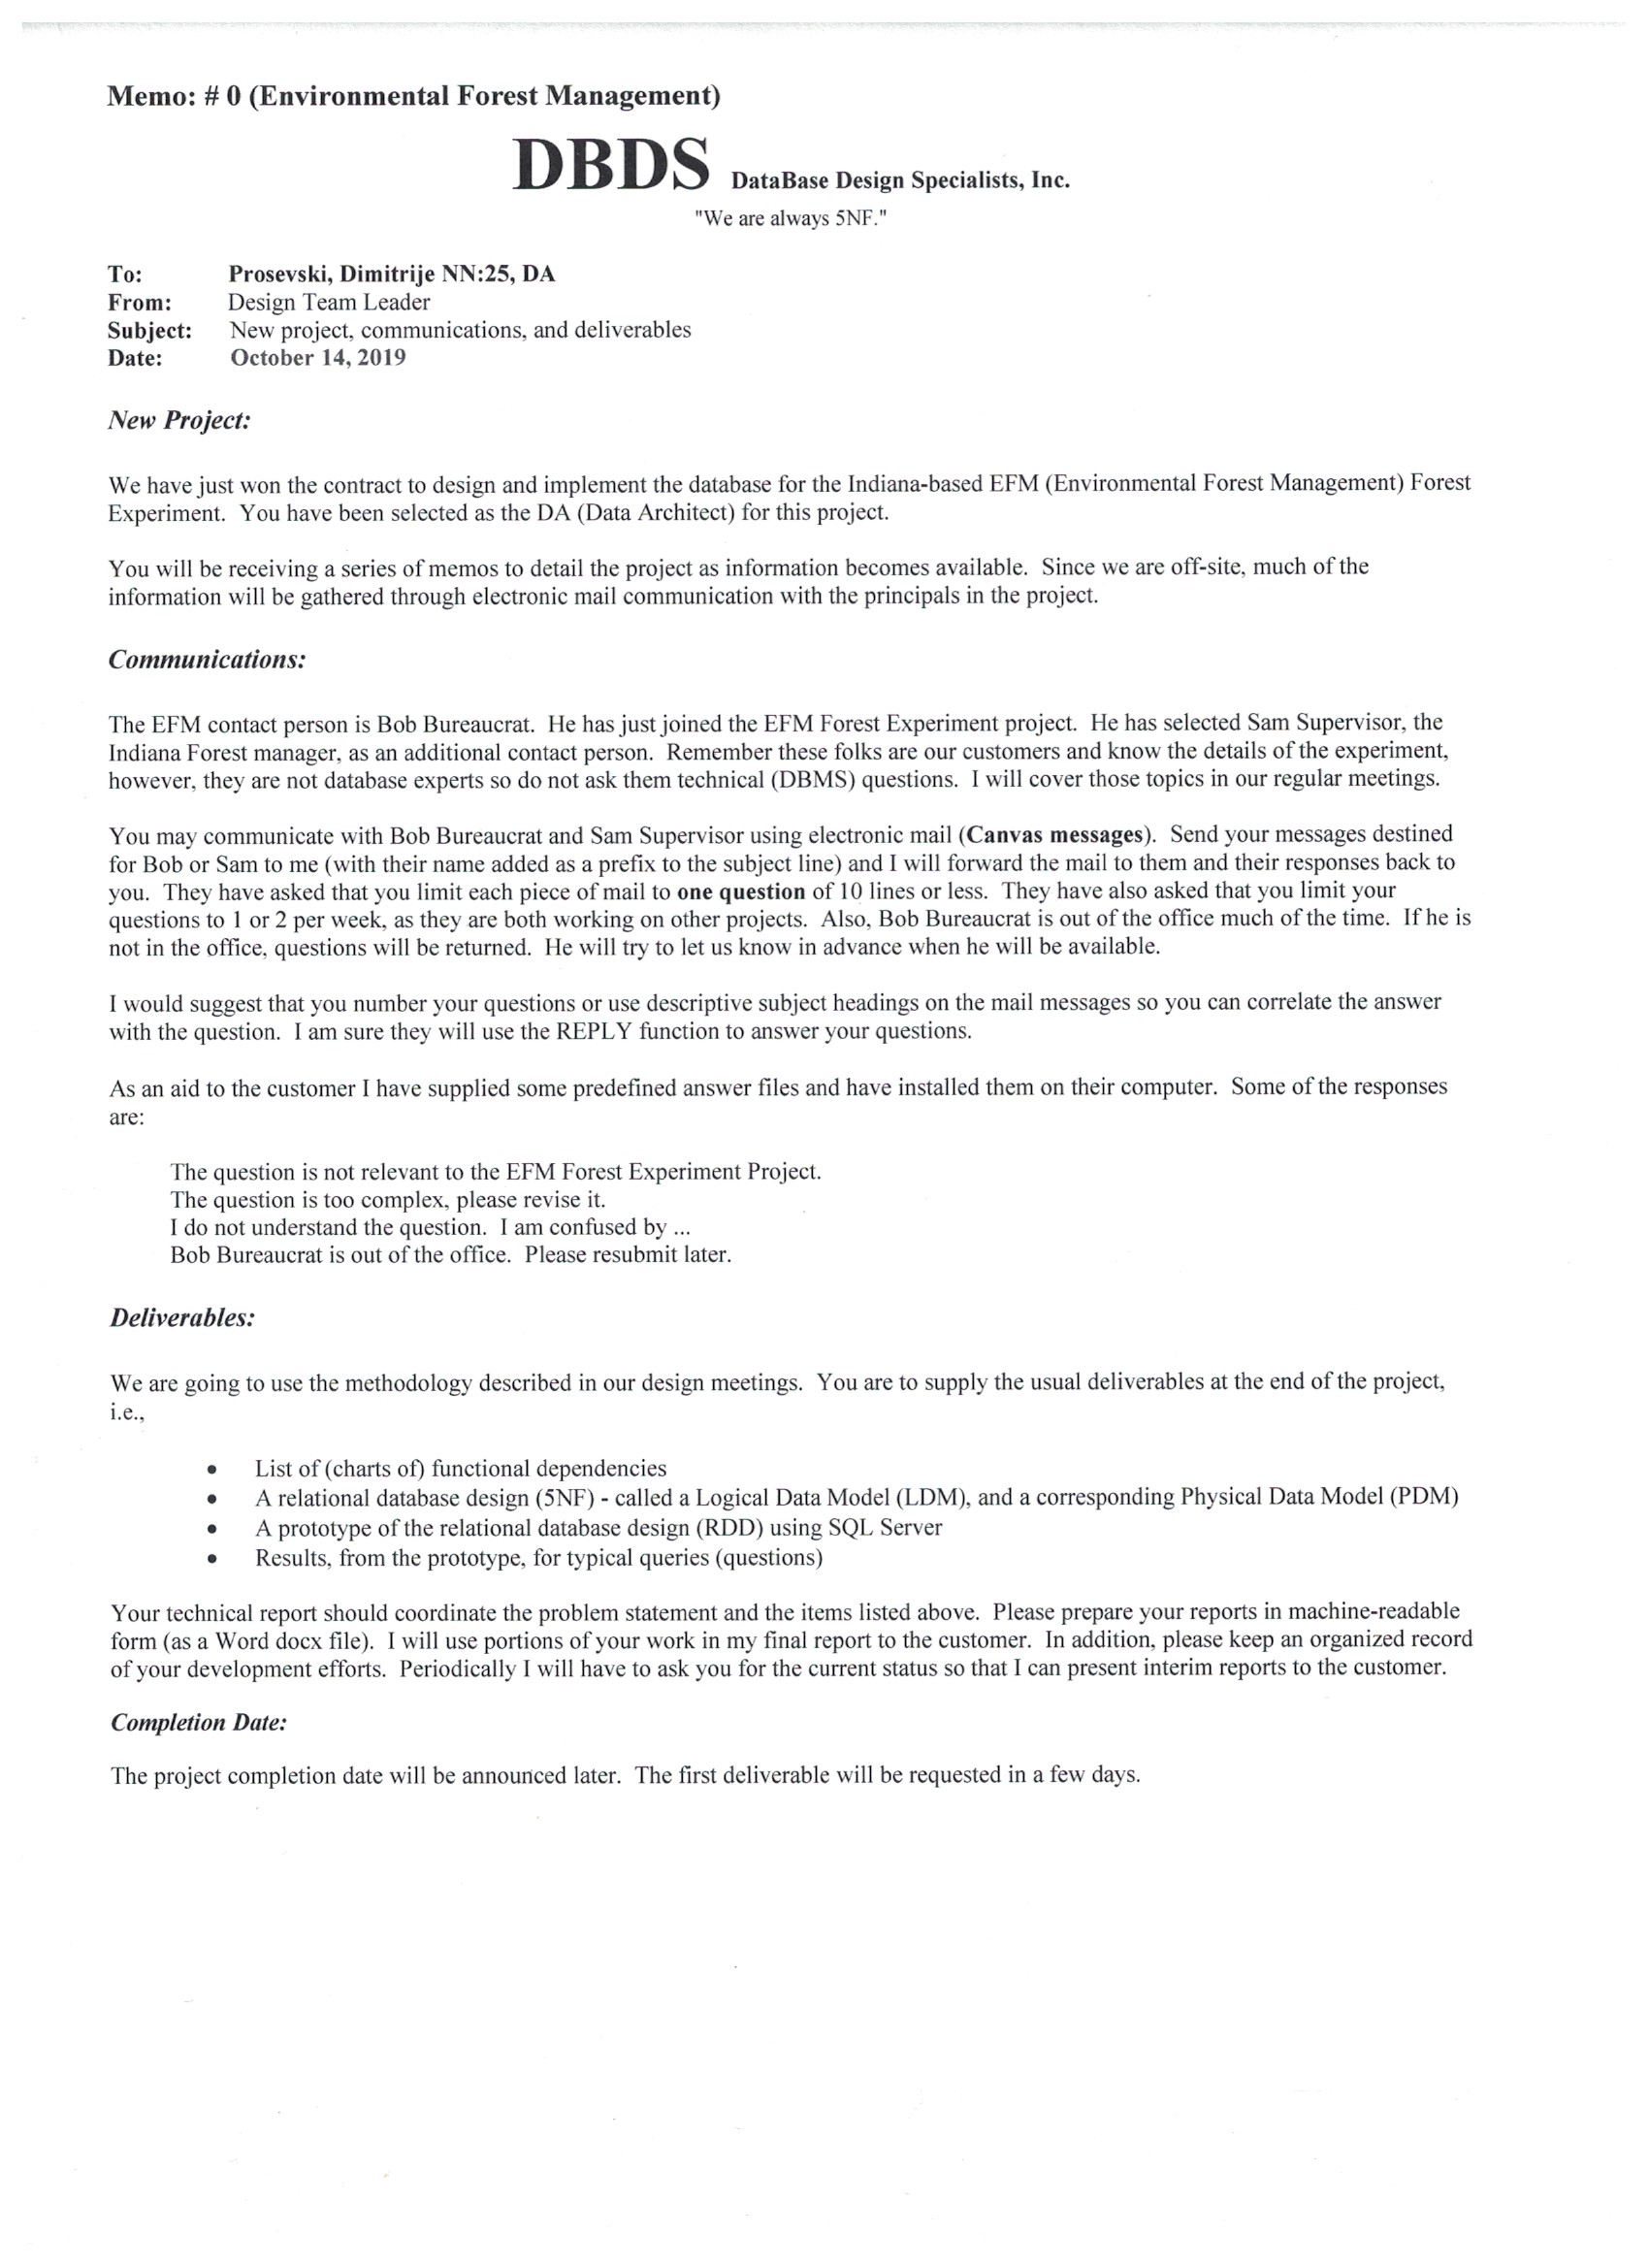 Memo: # 0 (Environmental Forest Management)
DBDS DataBase Design Specialists, Inc.
"We are always 5NF."
To: Prosevski, Dimitrije NN:25, DA
From: Design Team Leader
Subject: New project, communications, and deliverables
Date: October 14, 2019
New Project:
We have just won the contract to design and implement the database for the Indiana-based EFM (Environmental Forest Management) Forest
Experiment. You have been selected as the DA (Data Architect) for this project.
You will be receiving a series of memos to detail the project as information becomes available. Since we are off-site, much of the
information will be gathered through electronic mail communication with the principals in the project.
Communications:
The EFM contact person is Bob Bureaucrat. He has just joined the EFM Forest Experiment project. He has selected Sam Supervisor, the
Indiana Forest manager, as an additional contact person. Remember these folks are our customers and know the details of the experiment,
however, they are not database experts so do not ask them technical (DBMS) questions. I will cover those topics in our regular meetings.
You may communicate with Bob Bureaucrat and Sam Supervisor using electronic mail (Canvas messages). Send your messages destined
for Bob or Sam to me (with their name added as a prefix to the subject line) and I will forward the mail to them and their responses back to
you. They have asked that you limit each piece of mail to one question of 10 lines or less. They have also asked that you limit your
questions to 1 or 2 per week, as they are both working on other projects. Also, Bob Bureaucrat is out of the office much of the time. If he is
not in the office, questions will be returned. He will try to let us know in advance when he will be available.
I would suggest that you number your questions or use descriptive subject headings on the mail messages so you can correlate the answer
with the question. I am sure they will use the REPLY function to answer your questions.
As an aid to the customer I have supplied some predefined answer files and have installed them on their computer. Some of the responses
are:
The question is not relevant to the EFM Forest Experiment Project.
The question is too complex, please revise it.
I do not understand the question. I am confused by ...
Bob Bureaucrat is out of the office. Please resubmit later.
Deliverables:
We are going to use the methodology described in our design meetings. You are to supply the usual deliverables at the end of the project,
i.e.,
• List of (charts of) functional dependencies
• A relational database design (5NF) - called a Logical Data Model (LDM), and a corresponding Physical Data Model (PDM)
• A prototype of the relational database design (RDD) using SQL Server
• Results, from the prototype, for typical queries (questions)
Your technical report should coordinate the problem statement and the items listed above. Please prepare your reports in machine-readable
form (as a Word docx file). I will use portions of your work in my final report to the customer. In addition, please keep an organized record
of your development efforts. Periodically I will have to ask you for the current status so that I can present interim reports to the customer.
Completion Date:
The project completion date will be announced later. The first deliverable will be requested in a few days.